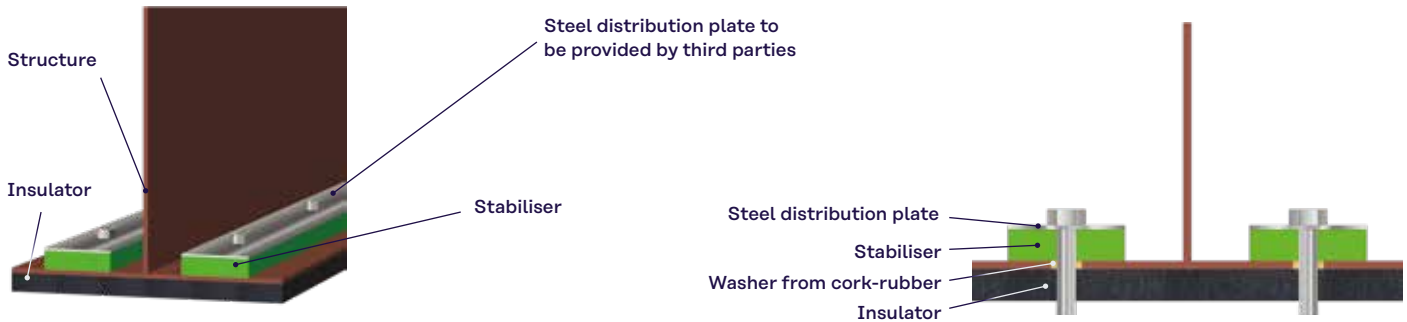 Structure
Insulator
Steel distribution plate to
be provided by third parties
Stabiliser
Steel distribution plate
Stabiliser
Washer from cork-rubber
Insulator